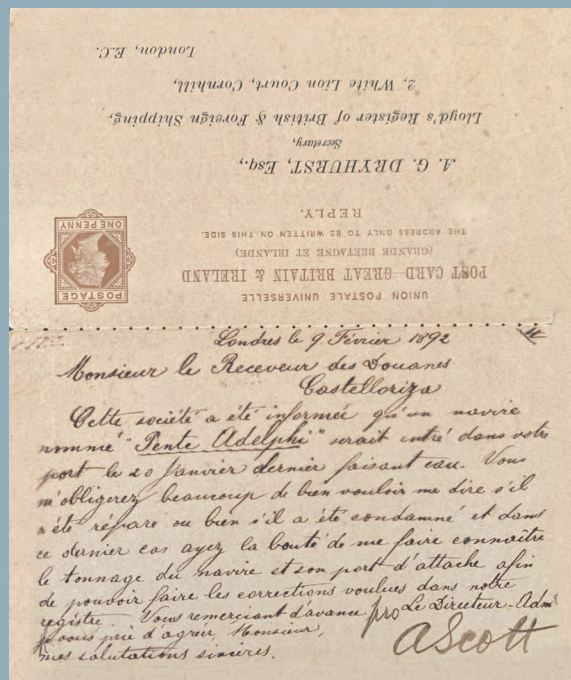 London, E.C.
2, White Lion Court, Cornhill,
Lloyd's Register of British & Foreign Shipping,
Secretary,
A. G. DRYHURST, Esq.,
REPLY.
THE ADDRESS ONLY TO BE WRITTEN ON THIS SIDE.
(GRANDE BRETAGNE ET IRLANDE)
POST CARD—GREAT BRITAIN & IRELAND
UNION POSTALE UNIVERSELLE
POSTAGE
ONE PENNY
Londres le 9 Février 1892
Monsieur le Receveur des Douanes
Castelloriza
Cette société a été informée qu'un navire
nommé "Pente Adelphi" serait entré dans votre
port le 20 Janvier dernier faisant eau. Vous
m'obligerez beaucoup de bien vouloir me dire s'il
a été réparé ou bien s'il a été condamné et dans
ce dernier cas ayez la bonté de me faire connaître
le tonnage du navire et son port d'attache afin
de pouvoir faire les corrections voulues dans notre
registre. Vous remerciant d'avance pro Le Directeur-Adm
je vous prie d'agréer, Monsieur,
mes salutations sincères.
A Scott